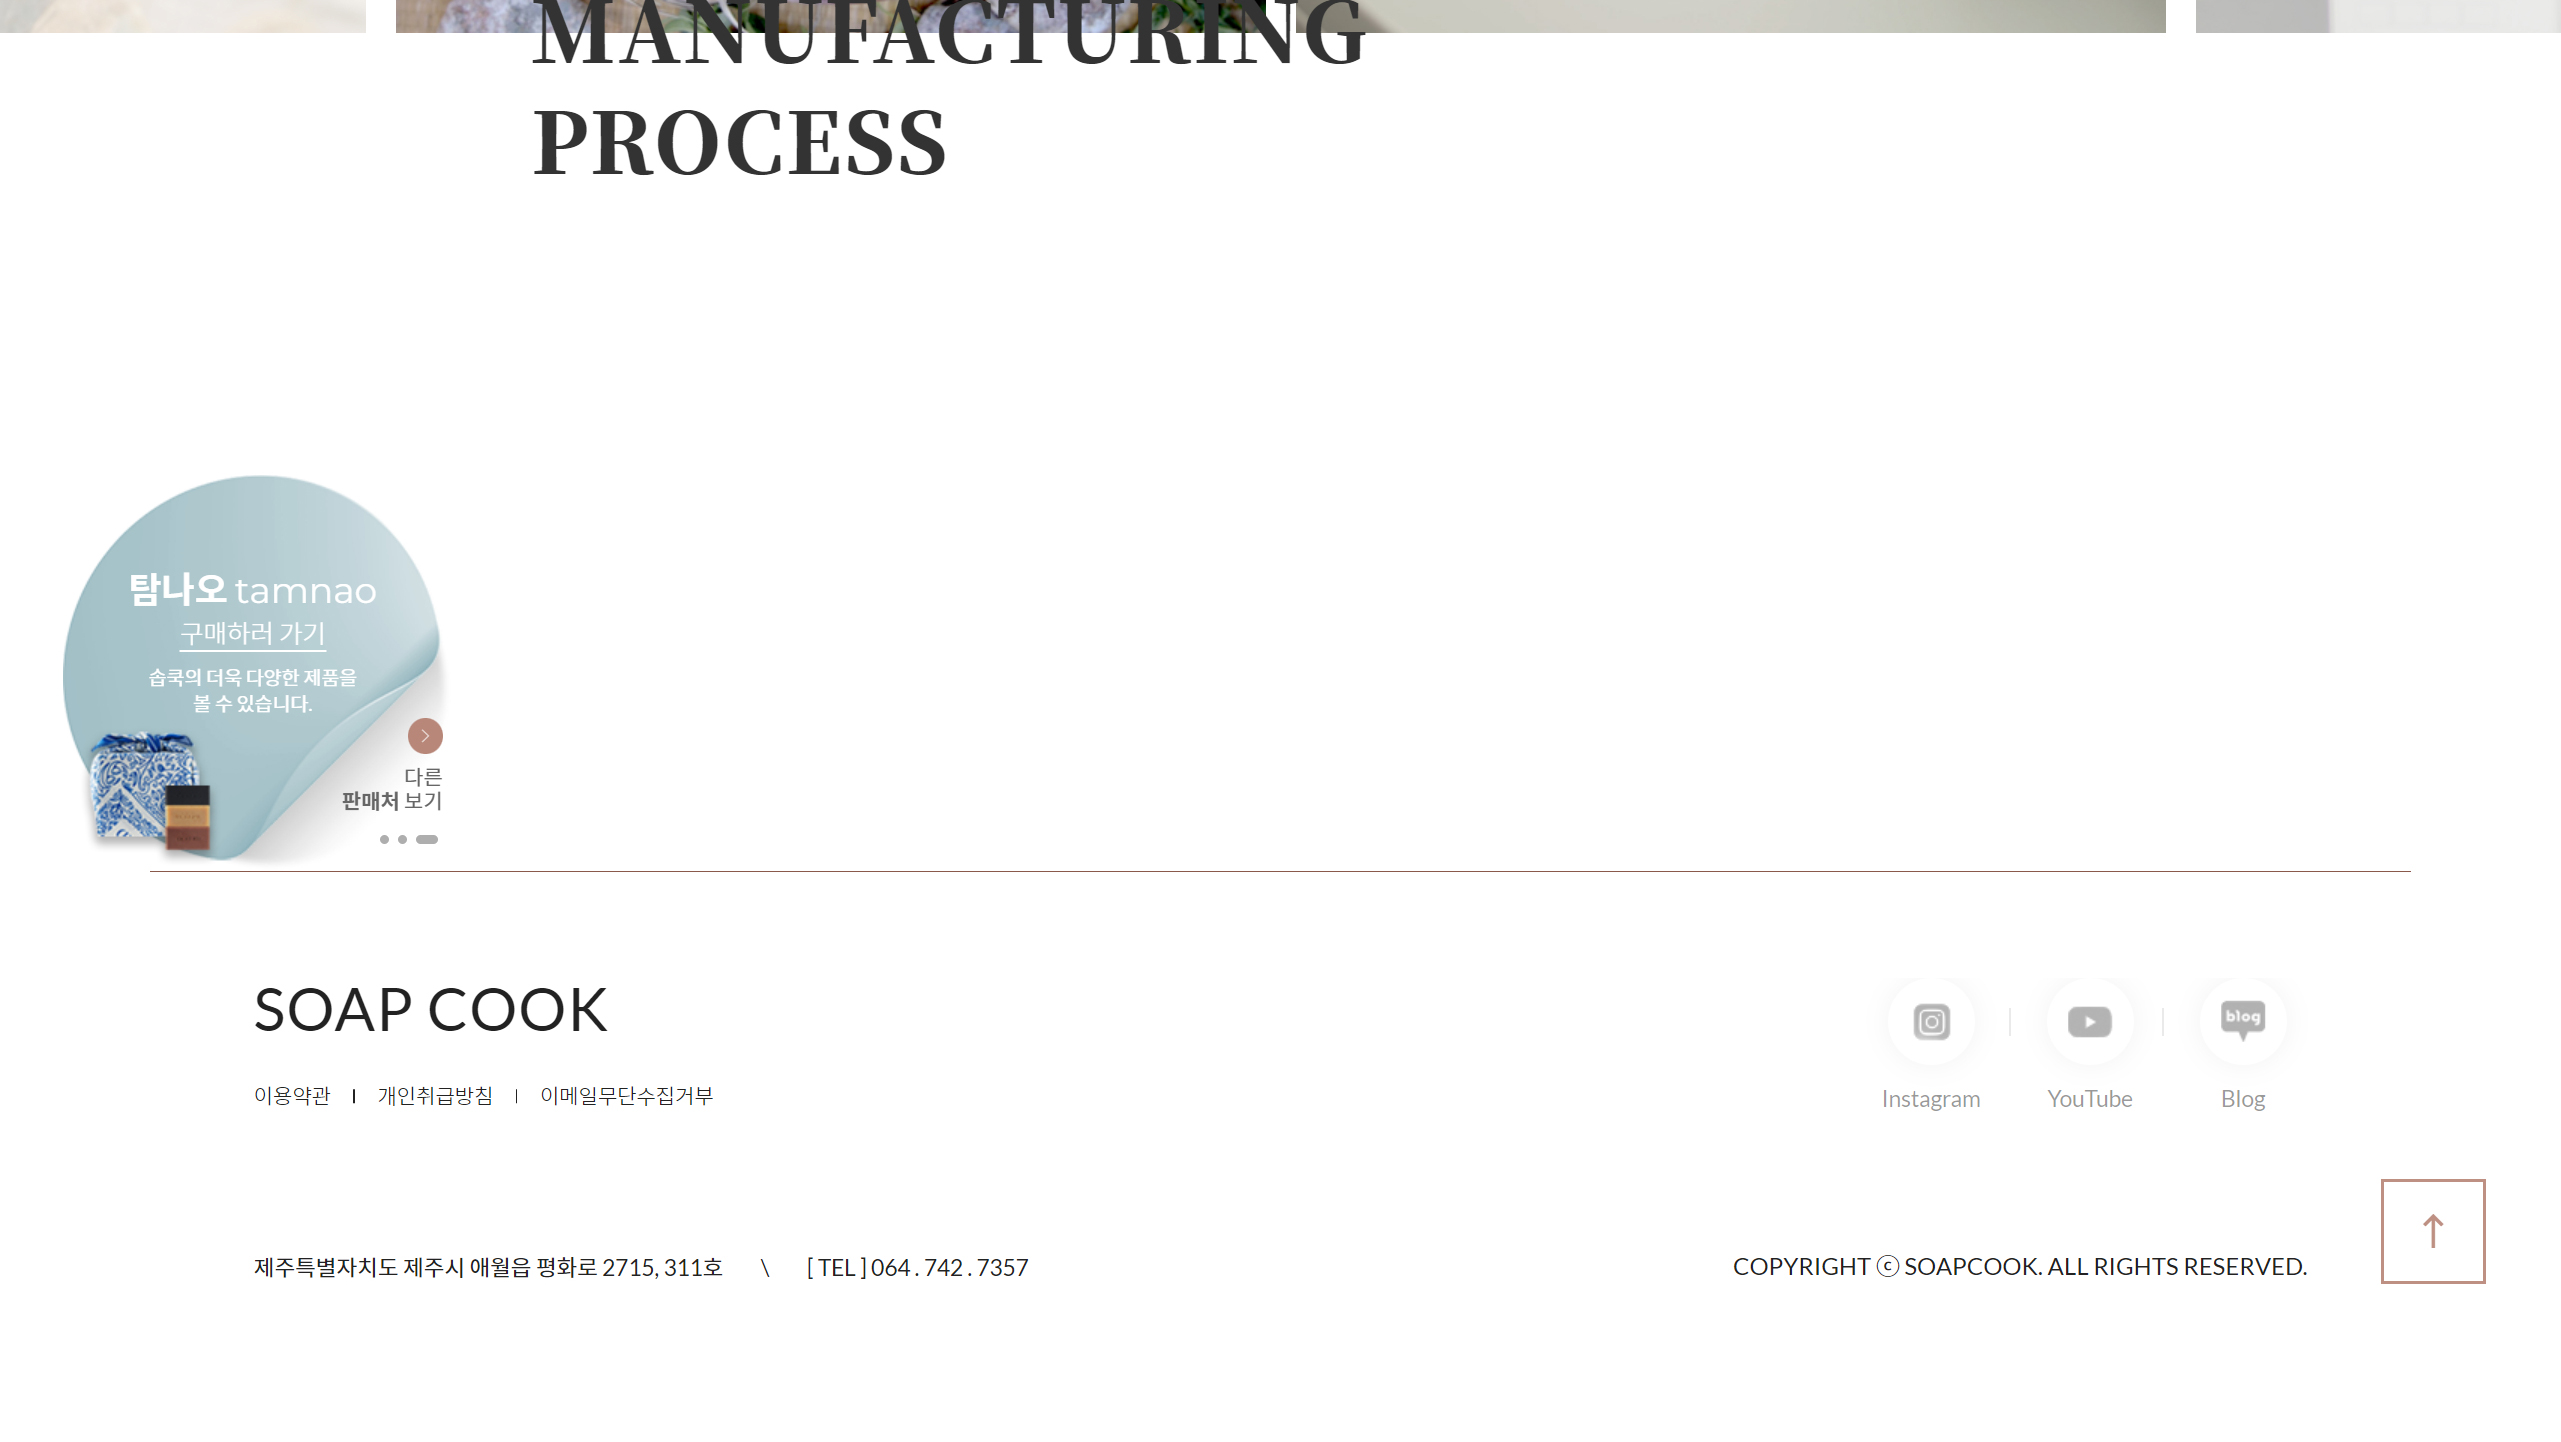 MANUFACTURING
PROCESS
탐나오 tamnao
구매하러 가기
솝쿡의 더욱 다양한 제품을
볼 수 있습니다.
다른
판매처 보기
SOAP COOK
이용약관 | 개인취급방침 | 이메일무단수집거부
blog
Instagram YouTube Blog
제주특별자치도 제주시 애월읍 평화로 2715, 311호 \ [ TEL ] 064 . 742 . 7357
COPYRIGHT ⓒ SOAPCOOK. ALL RIGHTS RESERVED.